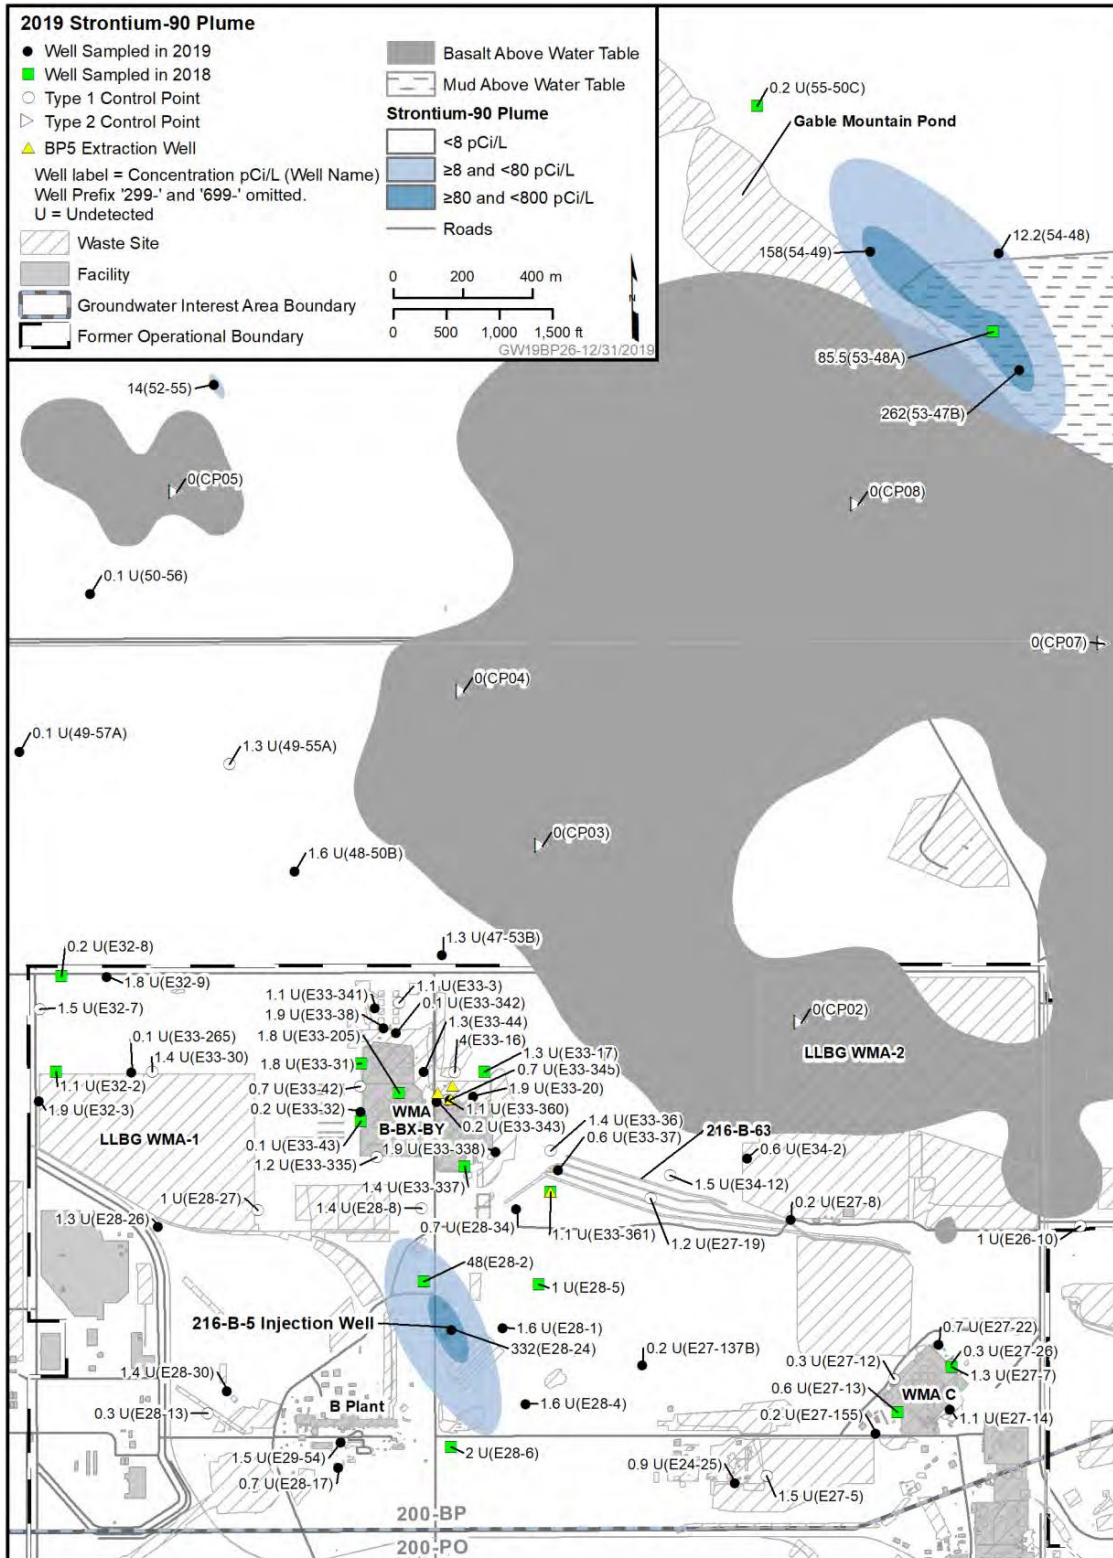 2019 Strontium-90 Plume
Well Sampled in 2019
Well Sampled in 2018
Type 1 Control Point
Type 2 Control Point
BP5 Extraction Well
Well label = Concentration pCi/L (Well Name)
Well Prefix '299-' and '699-' omitted.
U = Undetected
Waste Site
Facility
Groundwater Interest Area Boundary
Former Operational Boundary
Basalt Above Water Table
Mud Above Water Table
Strontium-90 Plume
<8 pCi/L
≥8 and <80 pCi/L
≥80 and <800 pCi/L
Roads
0 200 400 m
0 500 1,000 1,500 ft
N
GW19BP26-12/31/2019
0.2 U(55-50C)
Gable Mountain Pond
158(54-49)
12.2(54-48)
85.5(53-48A)
262(53-47B)
14(52-55)
0(CP05)
0(CP08)
0.1 U(50-56)
0(CP07)
0(CP04)
0.1 U(49-57A)
1.3 U(49-55A)
0(CP03)
1.6 U(48-50B)
1.3 U(47-53B)
0.2 U(E32-8)
1.8 U(E32-9)
1.5 U(E32-7)
1.1 U(E33-341)
1.1 U(E33-3)
1.9 U(E33-38)
0.1 U(E33-342)
0.1 U(E33-265)
1.8 U(E33-205)
1.3(E33-44)
0(CP02)
1.4 U(E33-30)
4(E33-16)
LLBG WMA-2
1.8 U(E33-31)
1.3 U(E33-17)
0.7 U(E33-345)
1.1 U(E32-2)
0.7 U(E33-42)
1.9 U(E33-20)
1.9 U(E32-3)
0.2 U(E33-32)
WMA
B-BX-BY
1.1 U(E33-360)
0.2 U(E33-343)
1.4 U(E33-36)
LLBG WMA-1
0.6 U(E33-37)
216-B-63
0.1 U(E33-43)
1.9 U(E33-338)
0.6 U(E34-2)
1.2 U(E33-335)
1.4 U(E33-337)
1.5 U(E34-12)
1 U(E28-27)
1.4 U(E28-8)
0.2 U(E27-8)
1.3 U(E28-26)
0.7 U(E28-34)
1.1 U(E33-361)
1.2 U(E27-19)
1 U(E26-10)
48(E28-2)
1 U(E28-5)
216-B-5 Injection Well
1.6 U(E28-1)
332(E28-24)
0.2 U(E27-137B)
0.7 U(E27-22)
0.3 U(E27-26)
0.3 U(E27-12)
1.3 U(E27-7)
1.4 U(E28-30)
0.6 U(E27-13)
WMA C
0.3 U(E28-13)
B Plant
1.6 U(E28-4)
0.2 U(E27-155)
1.1 U(E27-14)
1.5 U(E29-54)
2 U(E28-6)
0.7 U(E28-17)
0.9 U(E24-25)
1.5 U(E27-5)
200-BP
200-PO